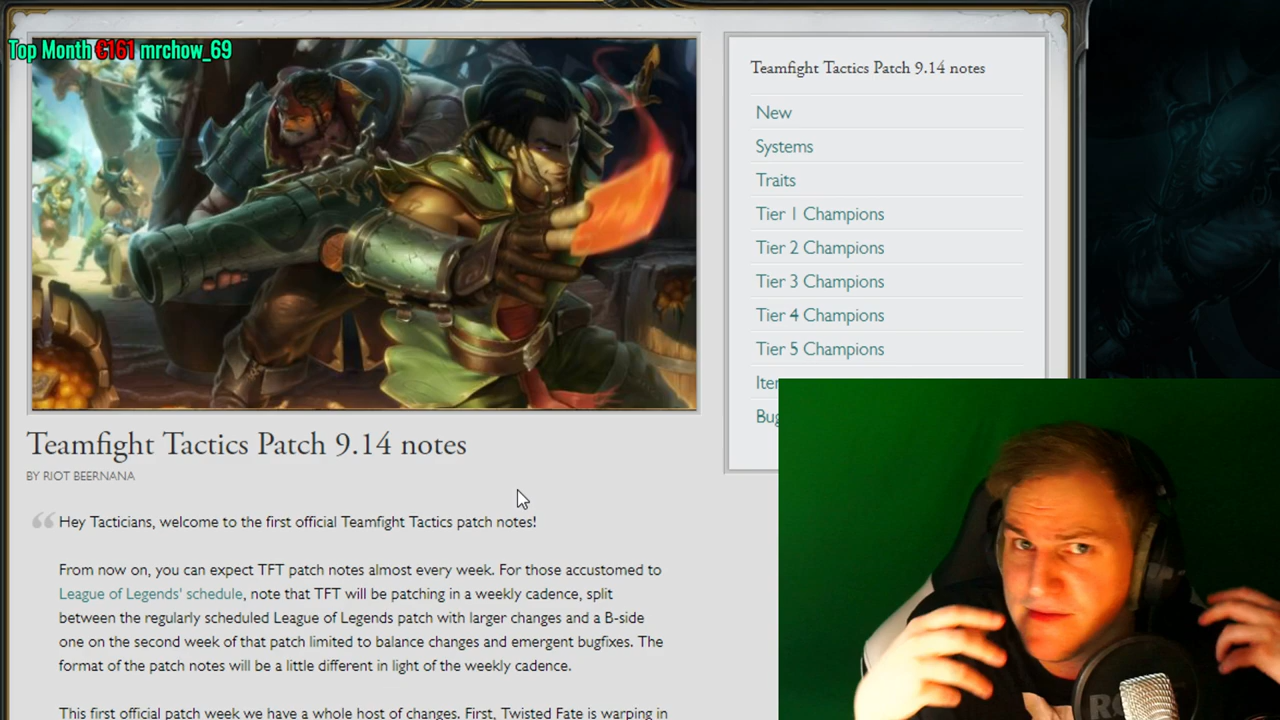 Top Month €161 mrchow_69
Teamfight Tactics Patch 9.14 notes
New
Systems
Traits
Tier 1 Champions
Tier 2 Champions
Tier 3 Champions
Tier 4 Champions
Tier 5 Champions
Teamfight Tactics Patch 9.14 notes
BY RIOT BEERNANA
Hey Tacticians, welcome to the first official Teamfight Tactics patch notes!
From now on, you can expect TFT patch notes almost every week. For those accustomed to
League of Legends' schedule, note that TFT will be patching in a weekly cadence, split
between the regularly scheduled League of Legends patch with larger changes and a B-side
one on the second week of that patch limited to balance changes and emergent bugfixes. The
format of the patch notes will be a little different in light of the weekly cadence.
This first official patch week we have a whole host of changes. First, Twisted Fate is warping in